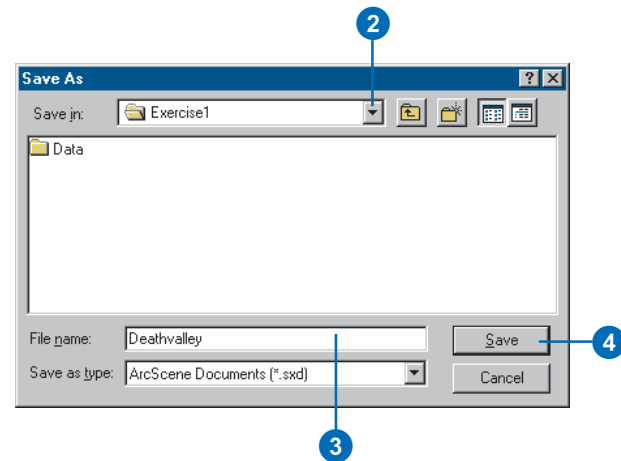 2
Save As
Save in: Exercise1
Data
File name: Deathvalley Save 4
Save as type: ArcScene Documents (*.sxd) Cancel
3